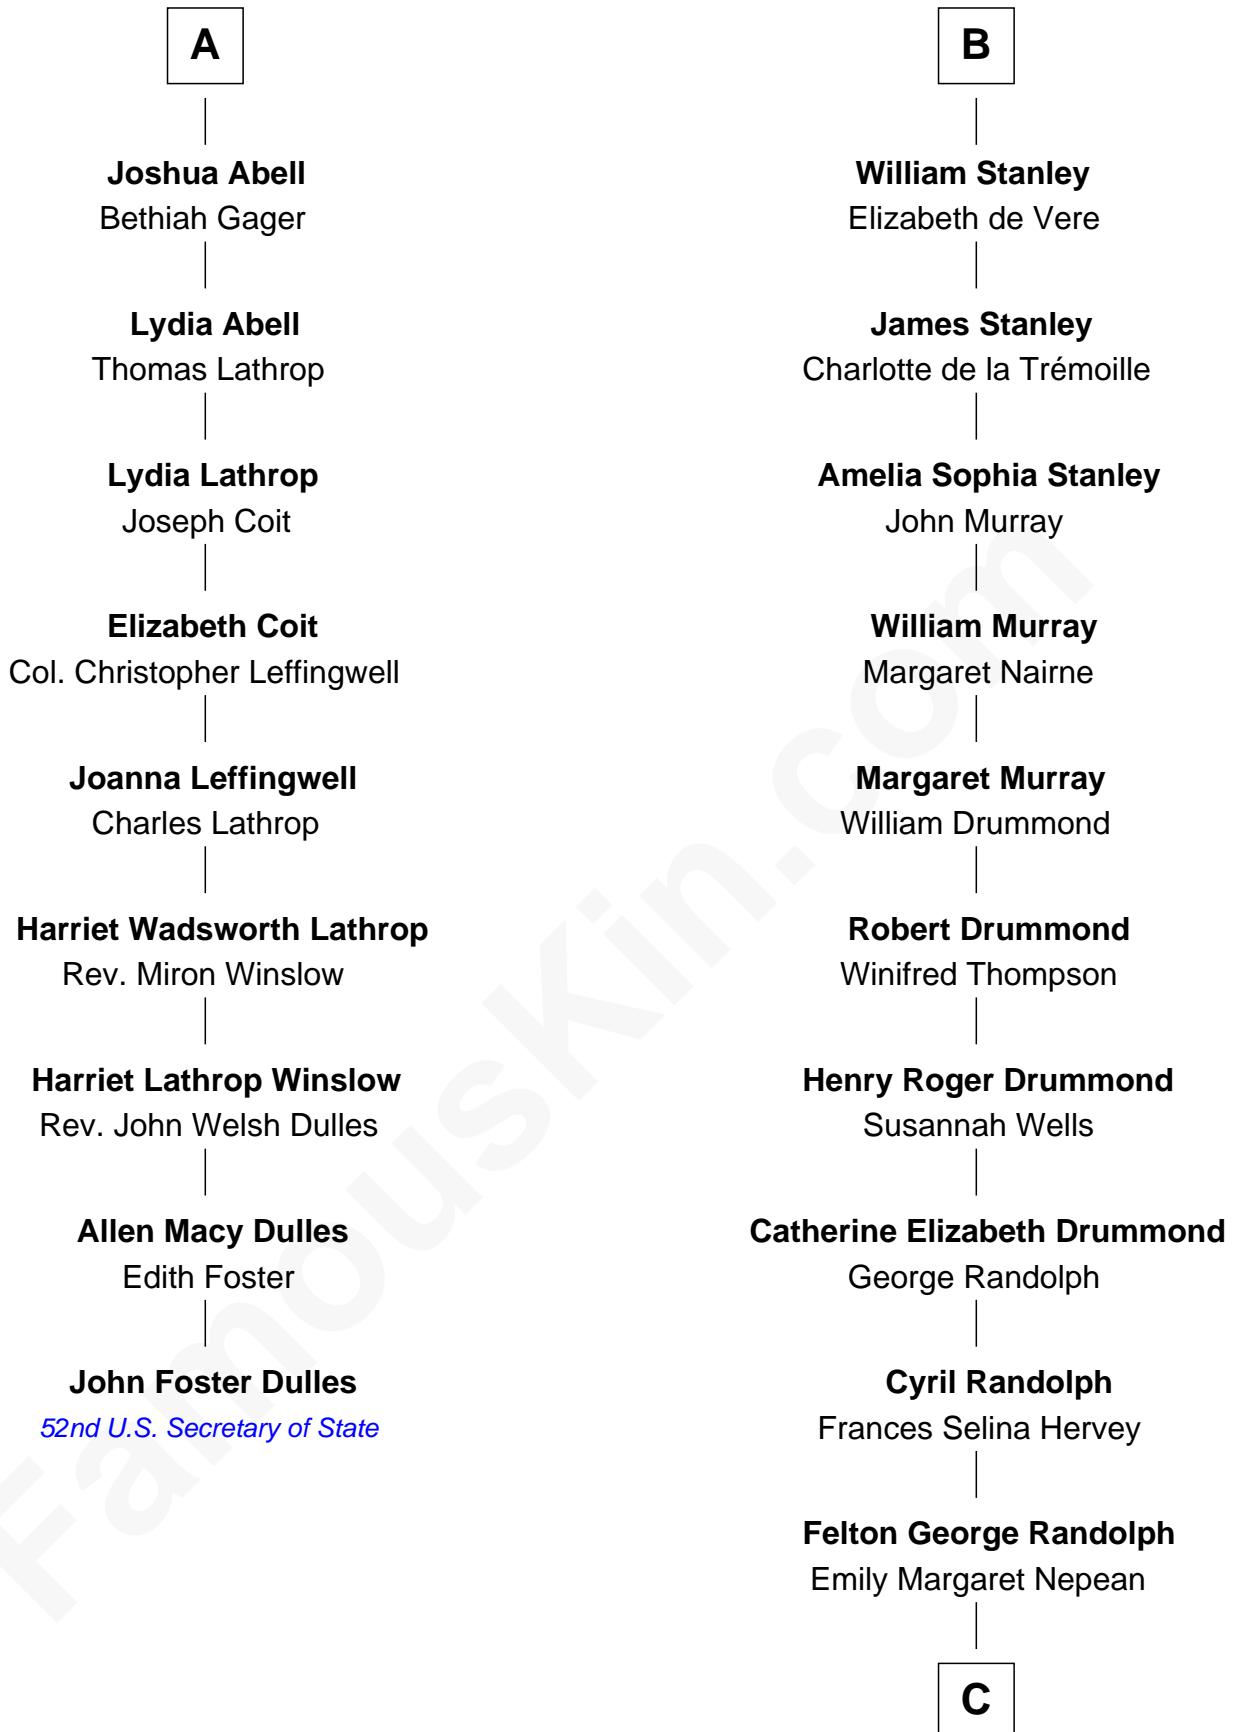 A
Joshua Abell
Bethiah Gager
Lydia Abell
Thomas Lathrop
Lydia Lathrop
Joseph Coit
Elizabeth Coit
Col. Christopher Leffingwell
Joanna Leffingwell
Charles Lathrop
Harriet Wadsworth Lathrop
Rev. Miron Winslow
Harriet Lathrop Winslow
Rev. John Welsh Dulles
Allen Macy Dulles
Edith Foster
John Foster Dulles
52nd U.S. Secretary of State
B
William Stanley
Elizabeth de Vere
James Stanley
Charlotte de la Trémoille
Amelia Sophia Stanley
John Murray
William Murray
Margaret Nairne
Margaret Murray
William Drummond
Robert Drummond
Winifred Thompson
Henry Roger Drummond
Susannah Wells
Catherine Elizabeth Drummond
George Randolph
Cyril Randolph
Frances Selina Hervey
Felton George Randolph
Emily Margaret Nepean
C
FamousKin.com